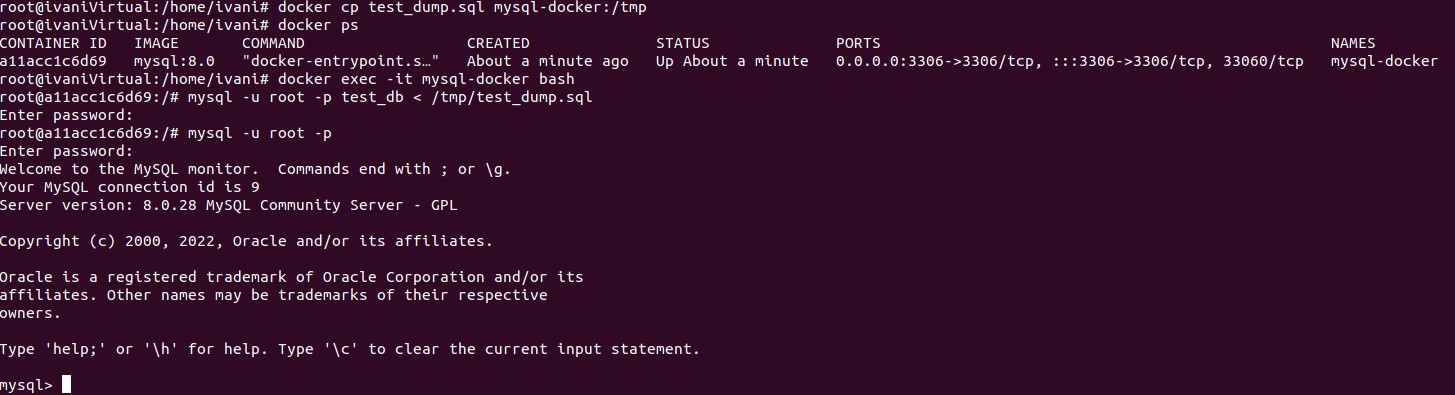 root@ivaniVirtual:/home/ivani# docker cp test_dump.sql mysql-docker:/tmp
root@ivaniVirtual:/home/ivani# docker ps
CONTAINER ID   IMAGE       COMMAND                  CREATED              STATUS              PORTS                                                  NAMES
a11acc1c6d69   mysql:8.0   "docker-entrypoint.s…"   About a minute ago   Up About a minute   0.0.0.0:3306->3306/tcp, :::3306->3306/tcp, 33060/tcp   mysql-docker
root@ivaniVirtual:/home/ivani# docker exec -it mysql-docker bash
root@a11acc1c6d69:/# mysql -u root -p test_db < /tmp/test_dump.sql
Enter password:
root@a11acc1c6d69:/# mysql -u root -p
Enter password:
Welcome to the MySQL monitor.  Commands end with ; or \g.
Your MySQL connection id is 9
Server version: 8.0.28 MySQL Community Server - GPL

Copyright (c) 2000, 2022, Oracle and/or its affiliates.

Oracle is a registered trademark of Oracle Corporation and/or its
affiliates. Other names may be trademarks of their respective
owners.

Type 'help;' or '\h' for help. Type '\c' to clear the current input statement.

mysql>